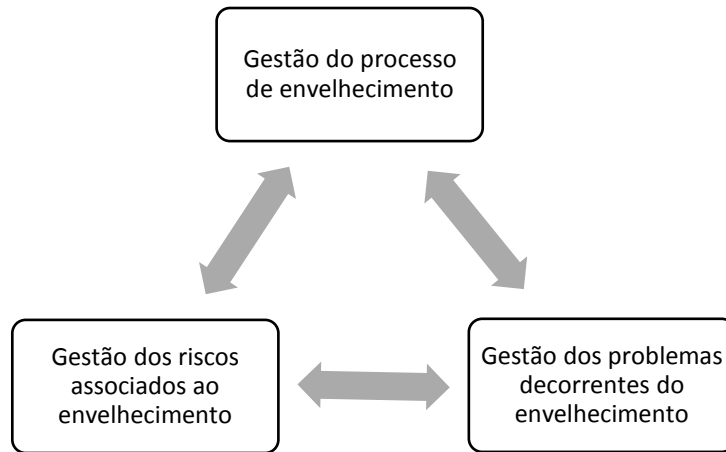 Gestão do processo
de envelhecimento
Gestão dos riscos
associados ao
envelhecimento
Gestão dos problemas
decorrentes do
envelhecimento